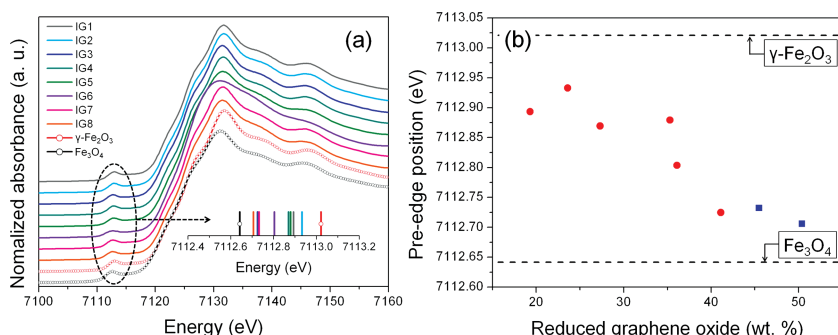 (a)
Normalized absorbance (a. u.)
IG1
IG2
IG3
IG4
IG5
IG6
IG7
IG8
γ-Fe₂O₃
Fe₃O₄
7112.4 7112.6 7112.8 7113.0 7113.2
Energy (eV)
7100 7110 7120 7130 7140 7150 7160
Energy (eV)
(b)
Pre-edge position (eV)
7113.05
7113.00
7112.95
7112.90
7112.85
7112.80
7112.75
7112.70
7112.65
7112.60
γ-Fe₂O₃
Fe₃O₄
20 30 40 50
Reduced graphene oxide (wt. %)